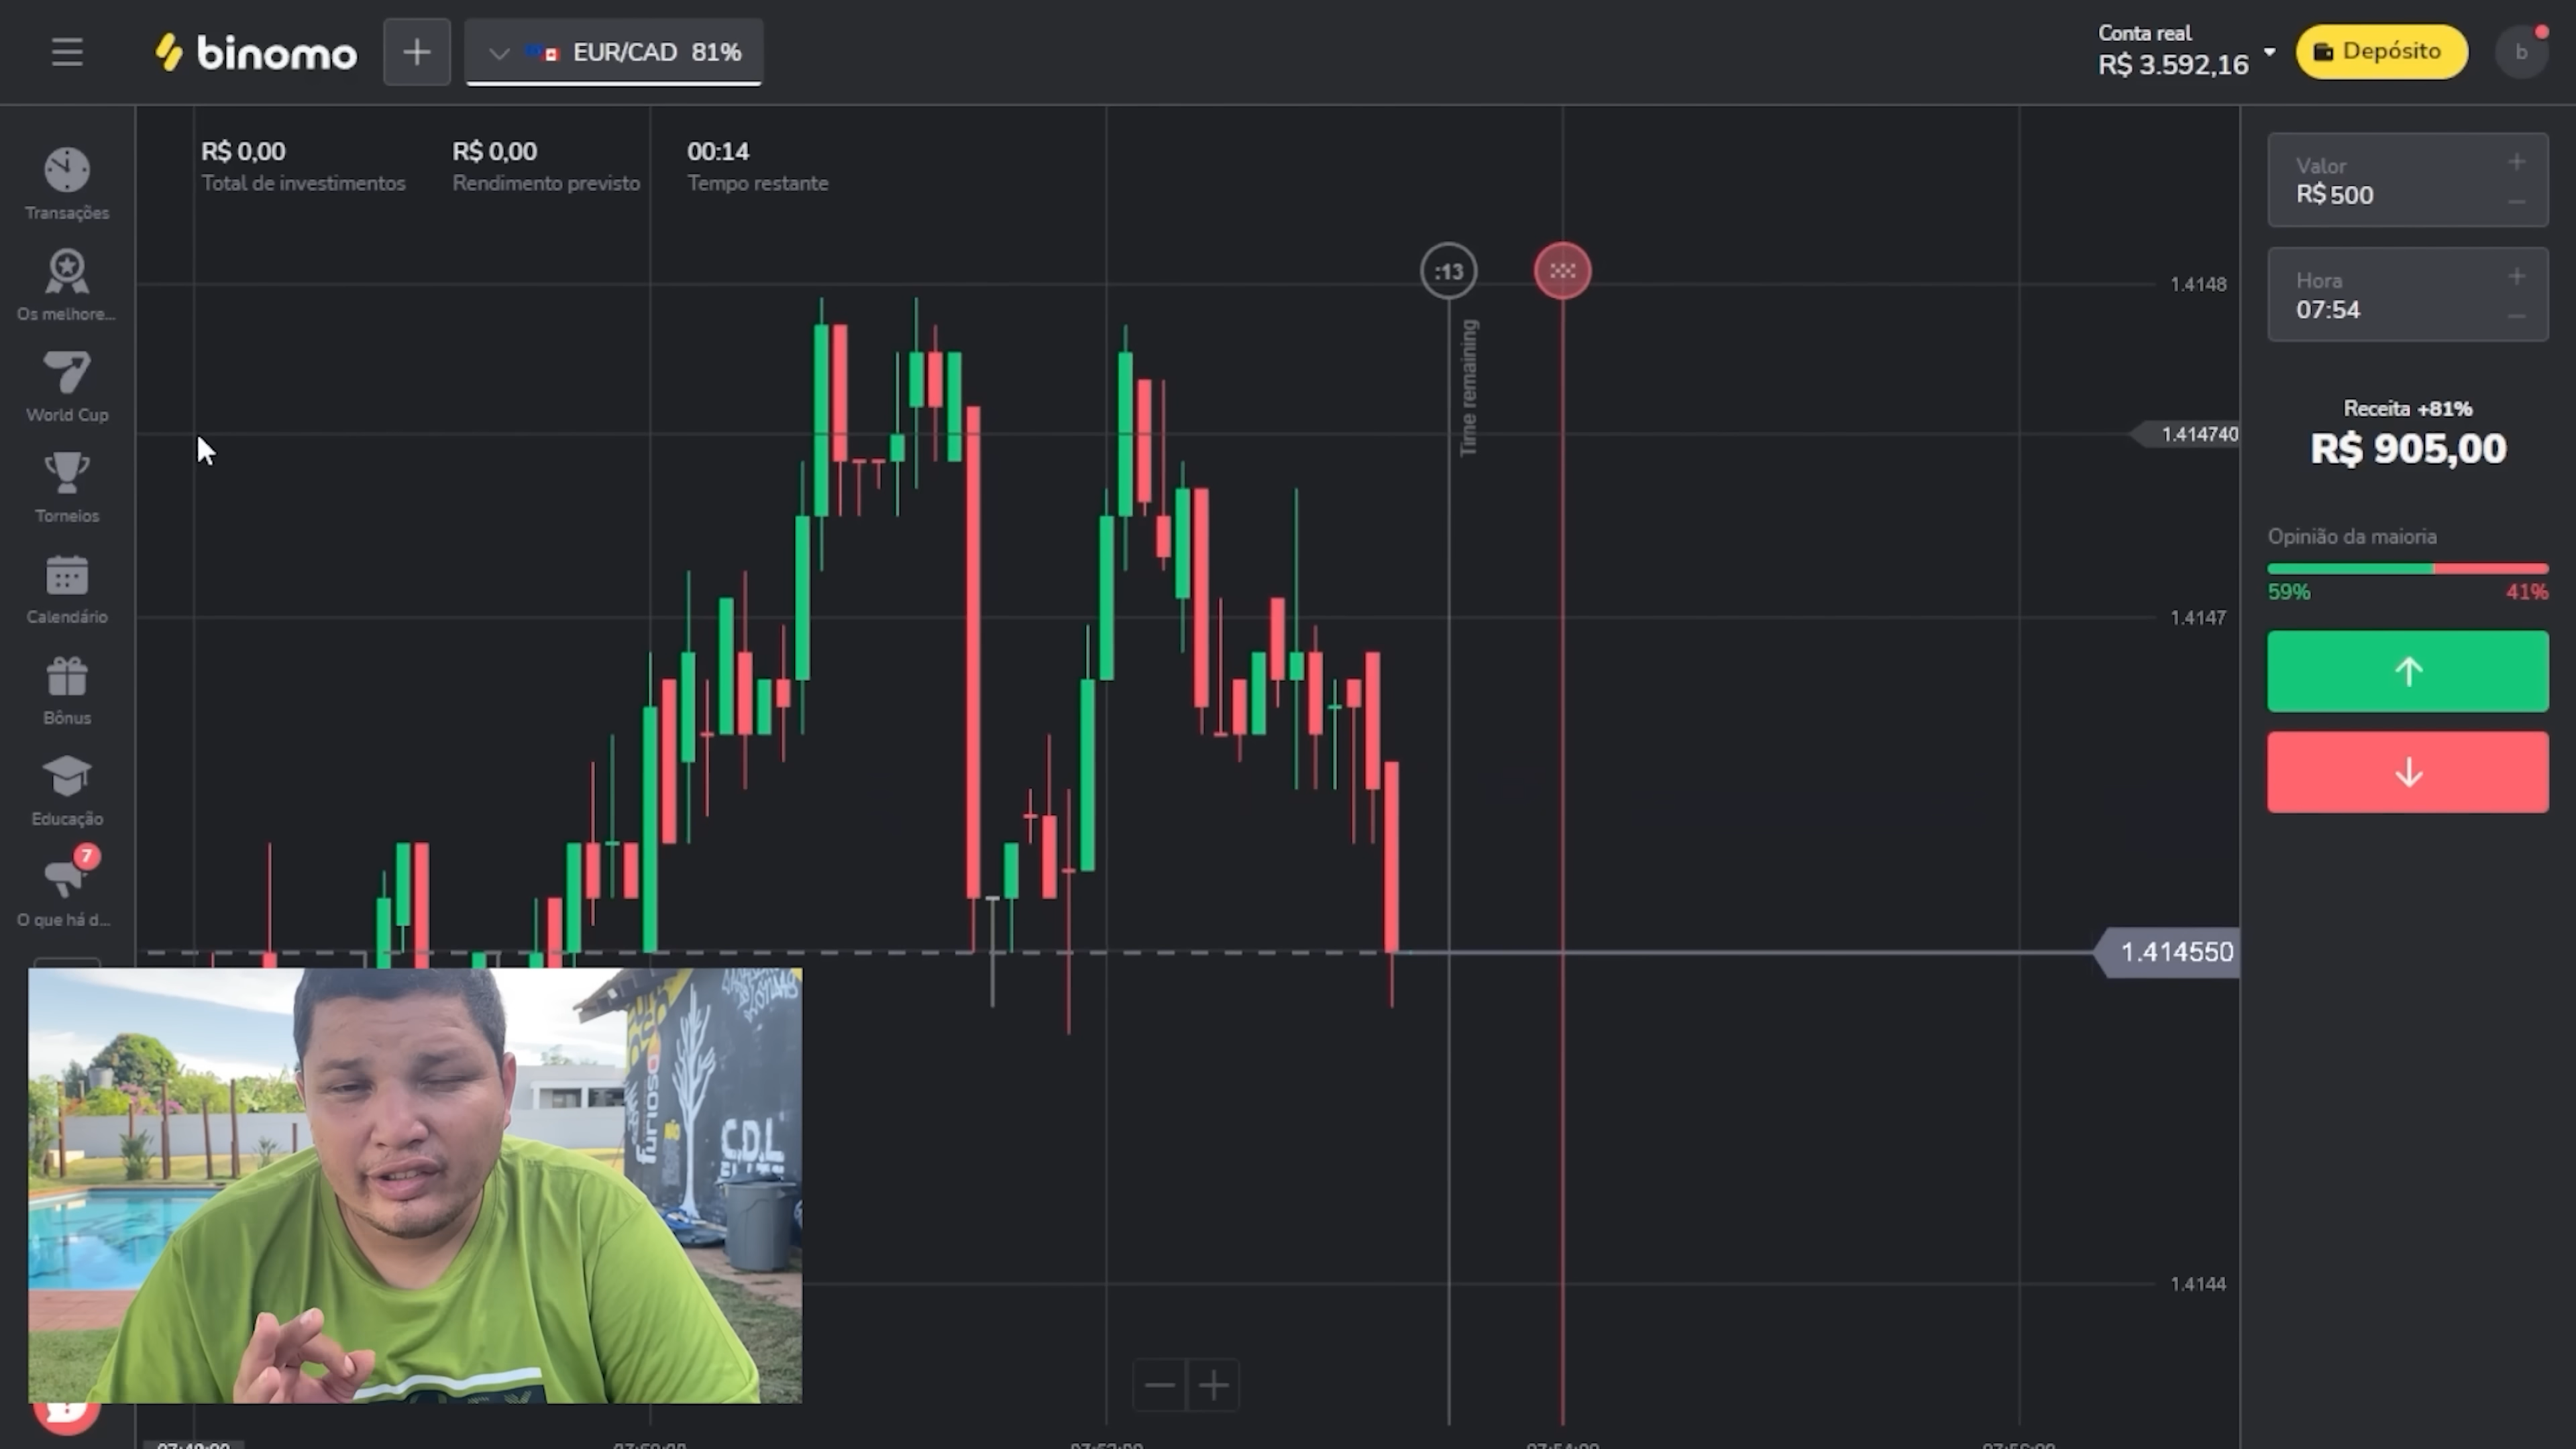 binomo
EUR/CAD 81%
Conta real
R$ 3.592,16
Depósito
b
R$ 0,00
Total de investimentos
R$ 0,00
Rendimento previsto
00:14
Tempo restante
Transações
Os melhore...
World Cup
Torneios
Calendário
Bônus
Educação
7
O que há d...
:13
Time remaining
1.4148
1.414740
1.4147
1.414550
1.4144
Valor
R$ 500
Hora
07:54
Receita +81%
R$ 905,00
Opinião da maioria
59%
41%
furioso
C.D.L